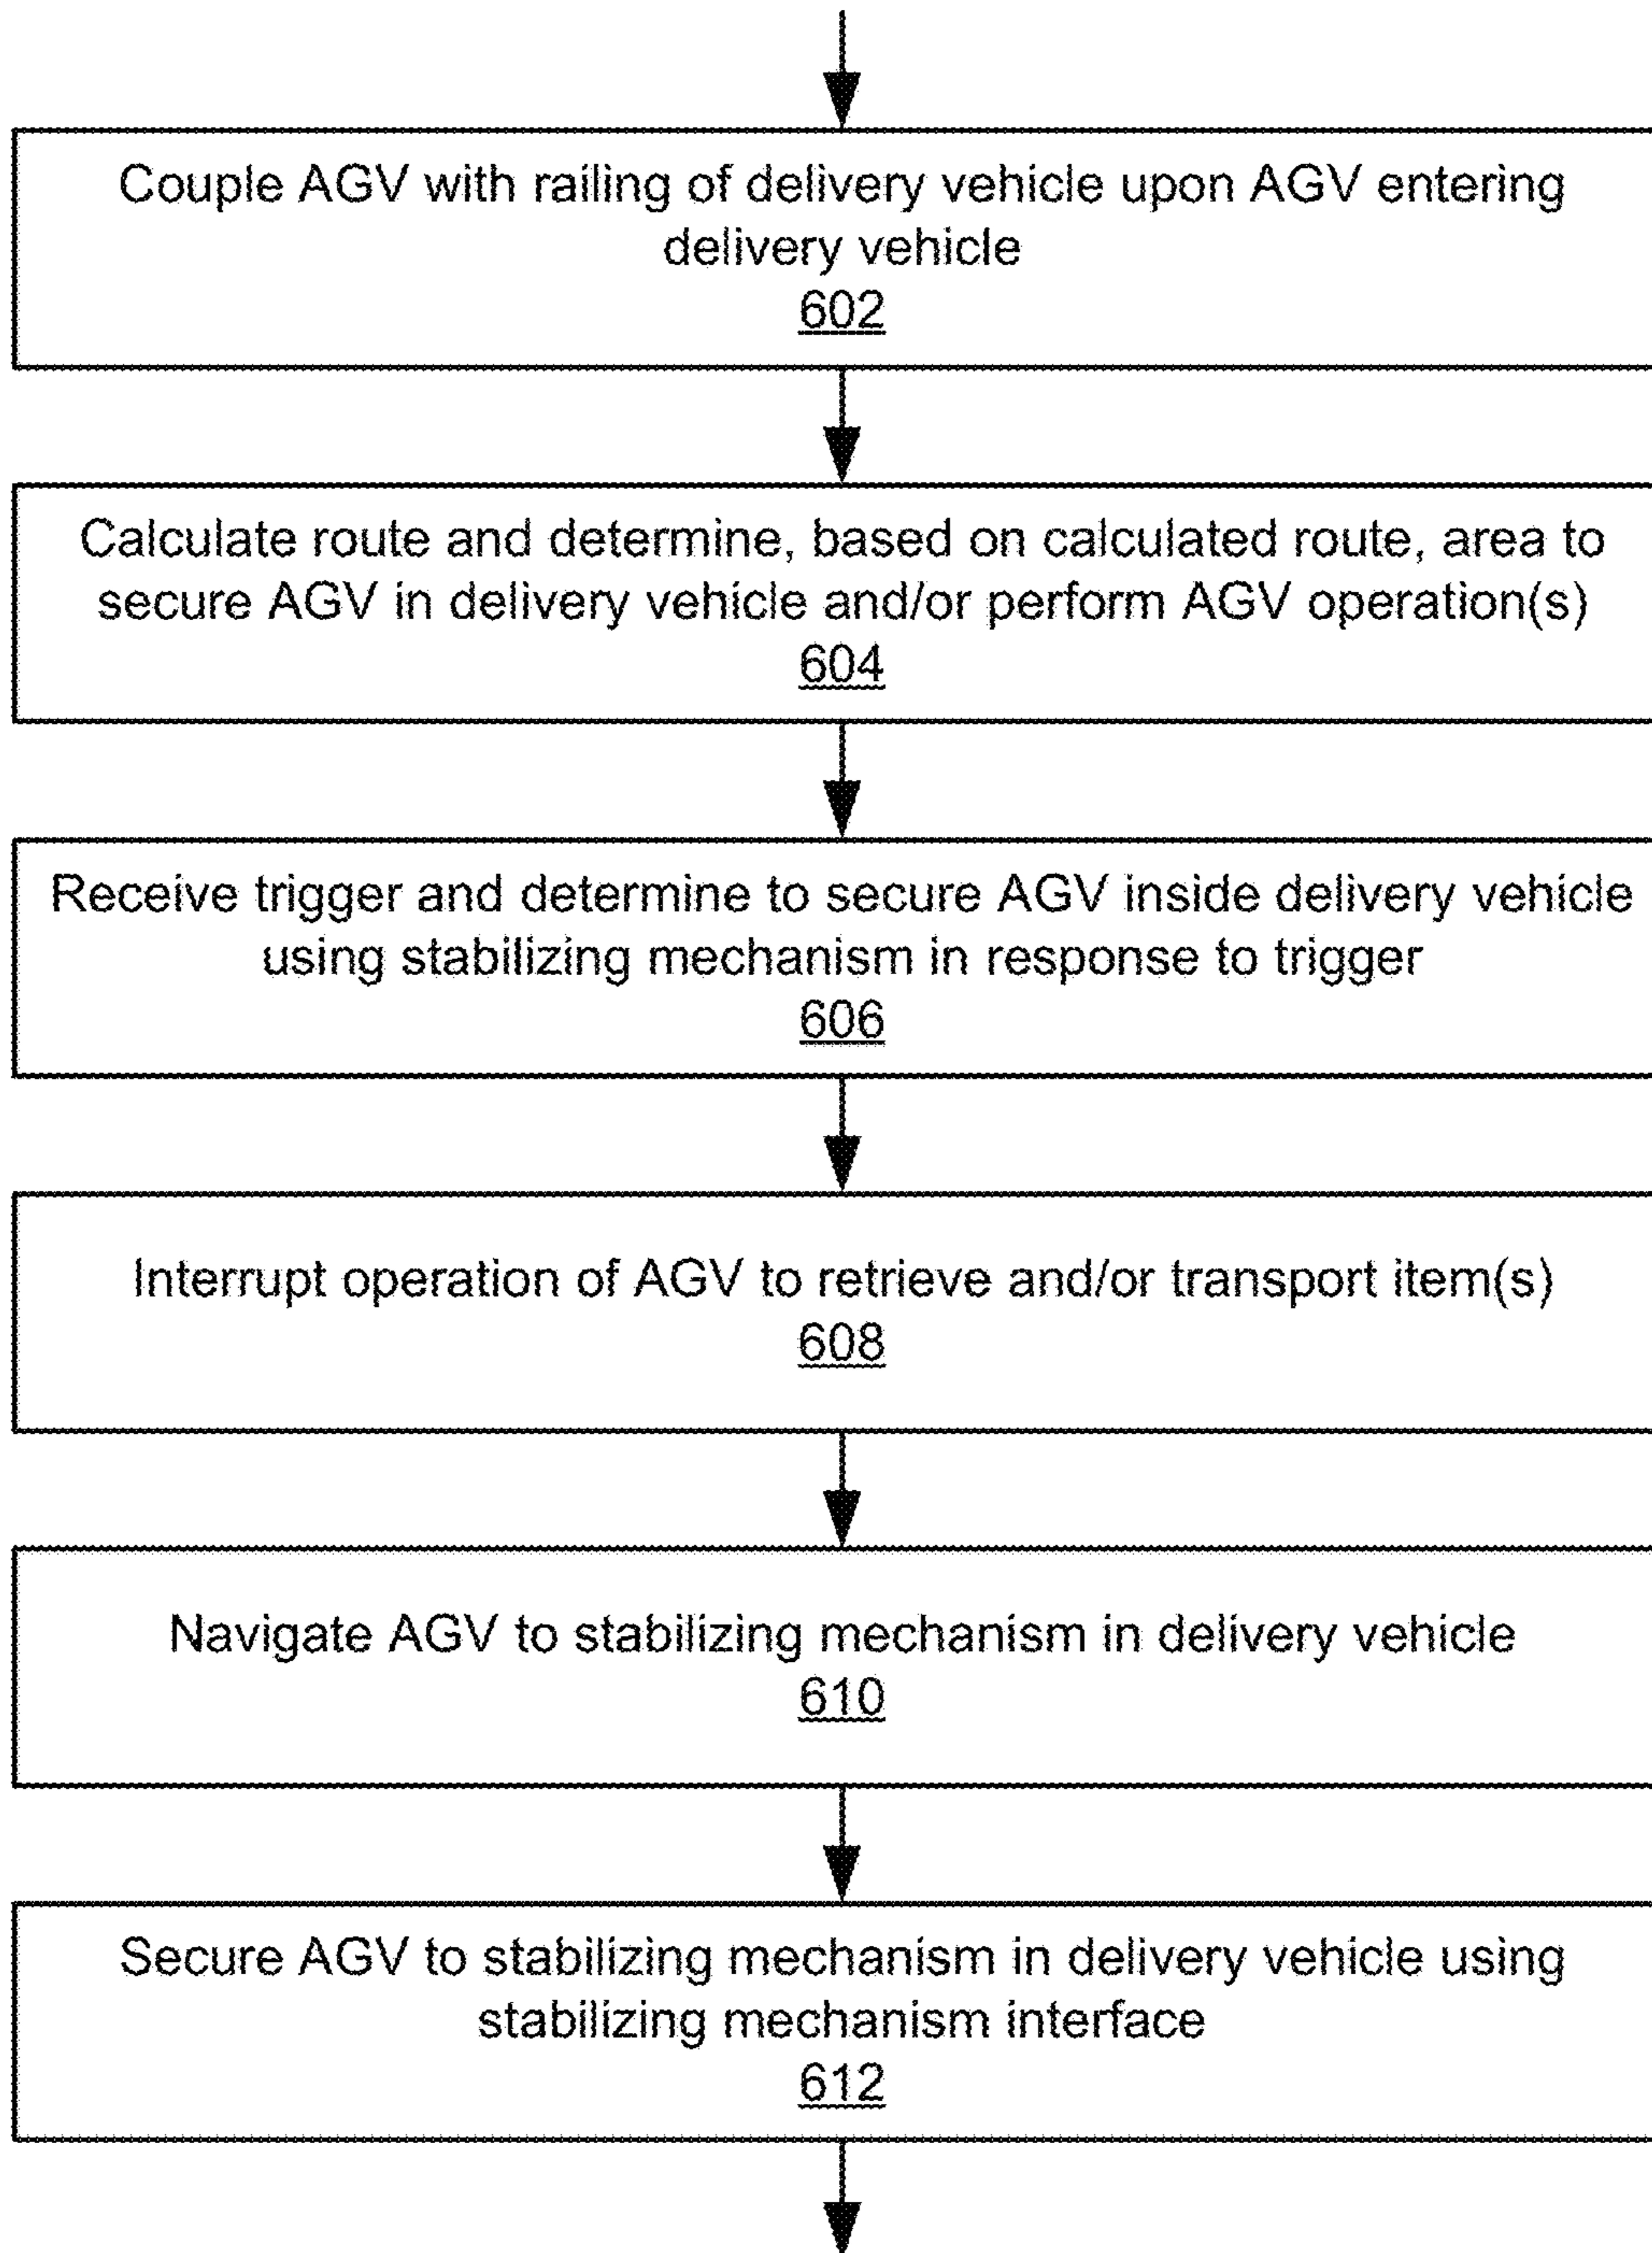 Couple AGV with railing of delivery vehicle upon AGV entering
delivery vehicle
602
Calculate route and determine, based on calculated route, area to
secure AGV in delivery vehicle and/or perform AGV operation(s)
604
Receive trigger and determine to secure AGV inside delivery vehicle
using stabilizing mechanism in response to trigger
606
Interrupt operation of AGV to retrieve and/or transport item(s)
608
Navigate AGV to stabilizing mechanism in delivery vehicle
610
Secure AGV to stabilizing mechanism in delivery vehicle using
stabilizing mechanism interface
612